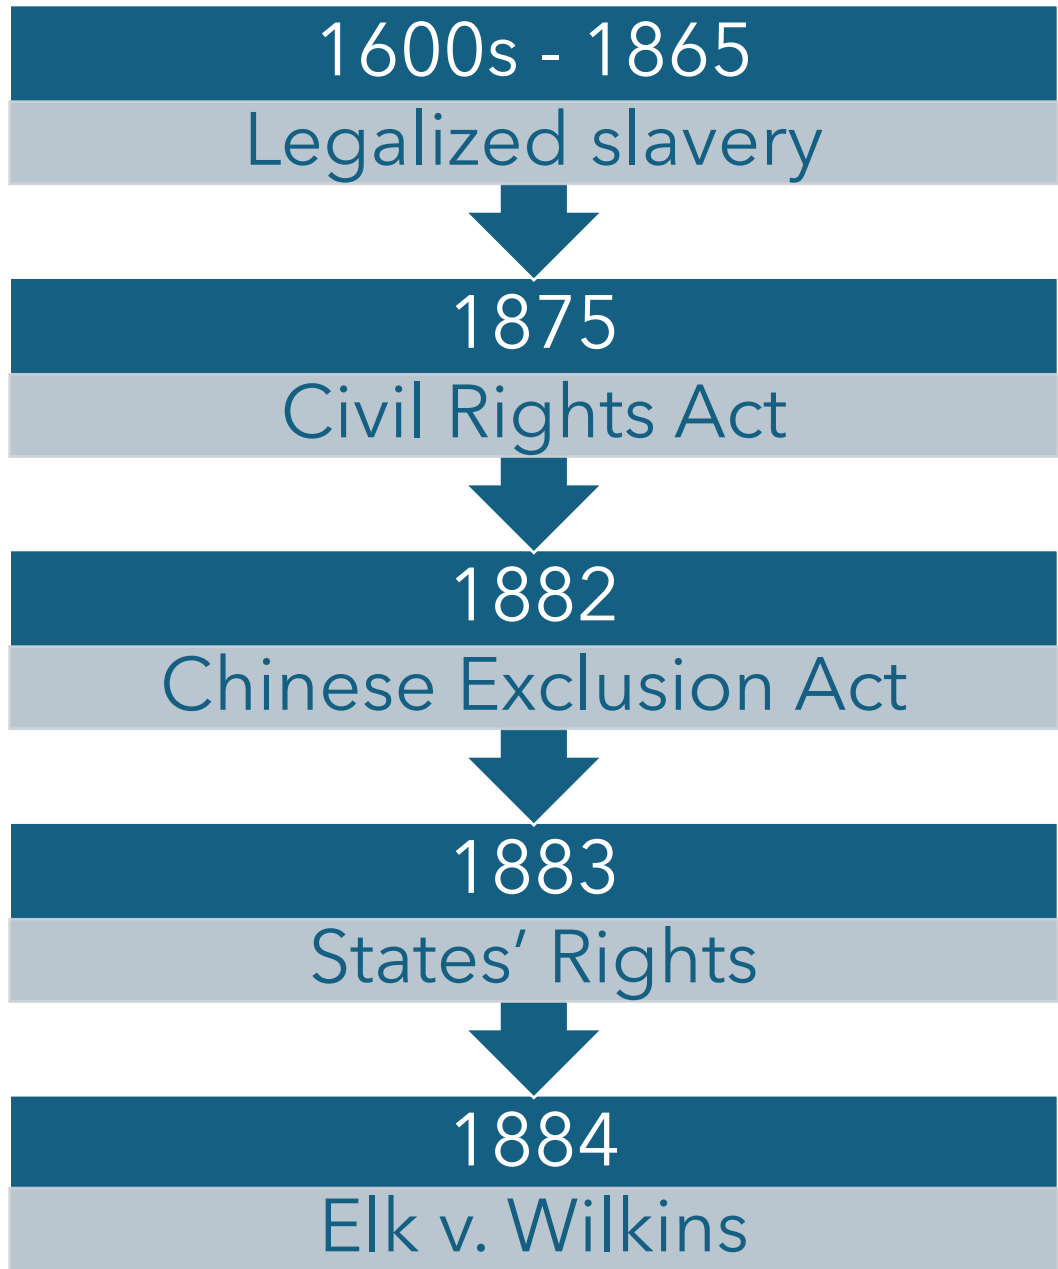 1600s - 1865
Legalized slavery
1875
Civil Rights Act
1882
Chinese Exclusion Act
1883
States’ Rights
1884
Elk v. Wilkins